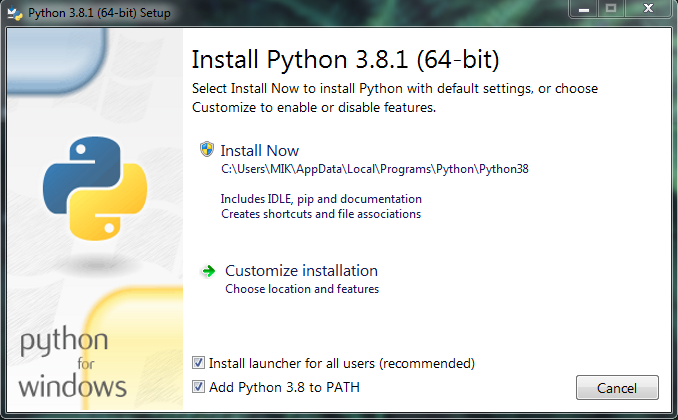 Python 3.8.1 (64-bit) Setup
Install Python 3.8.1 (64-bit)
Select Install Now to install Python with default settings, or choose
Customize to enable or disable features.
Install Now
C:\Users\MIK\AppData\Local\Programs\Python\Python38
Includes IDLE, pip and documentation
Creates shortcuts and file associations
Customize installation
Choose location and features
python
for
windows
Install launcher for all users (recommended)
Add Python 3.8 to PATH
Cancel